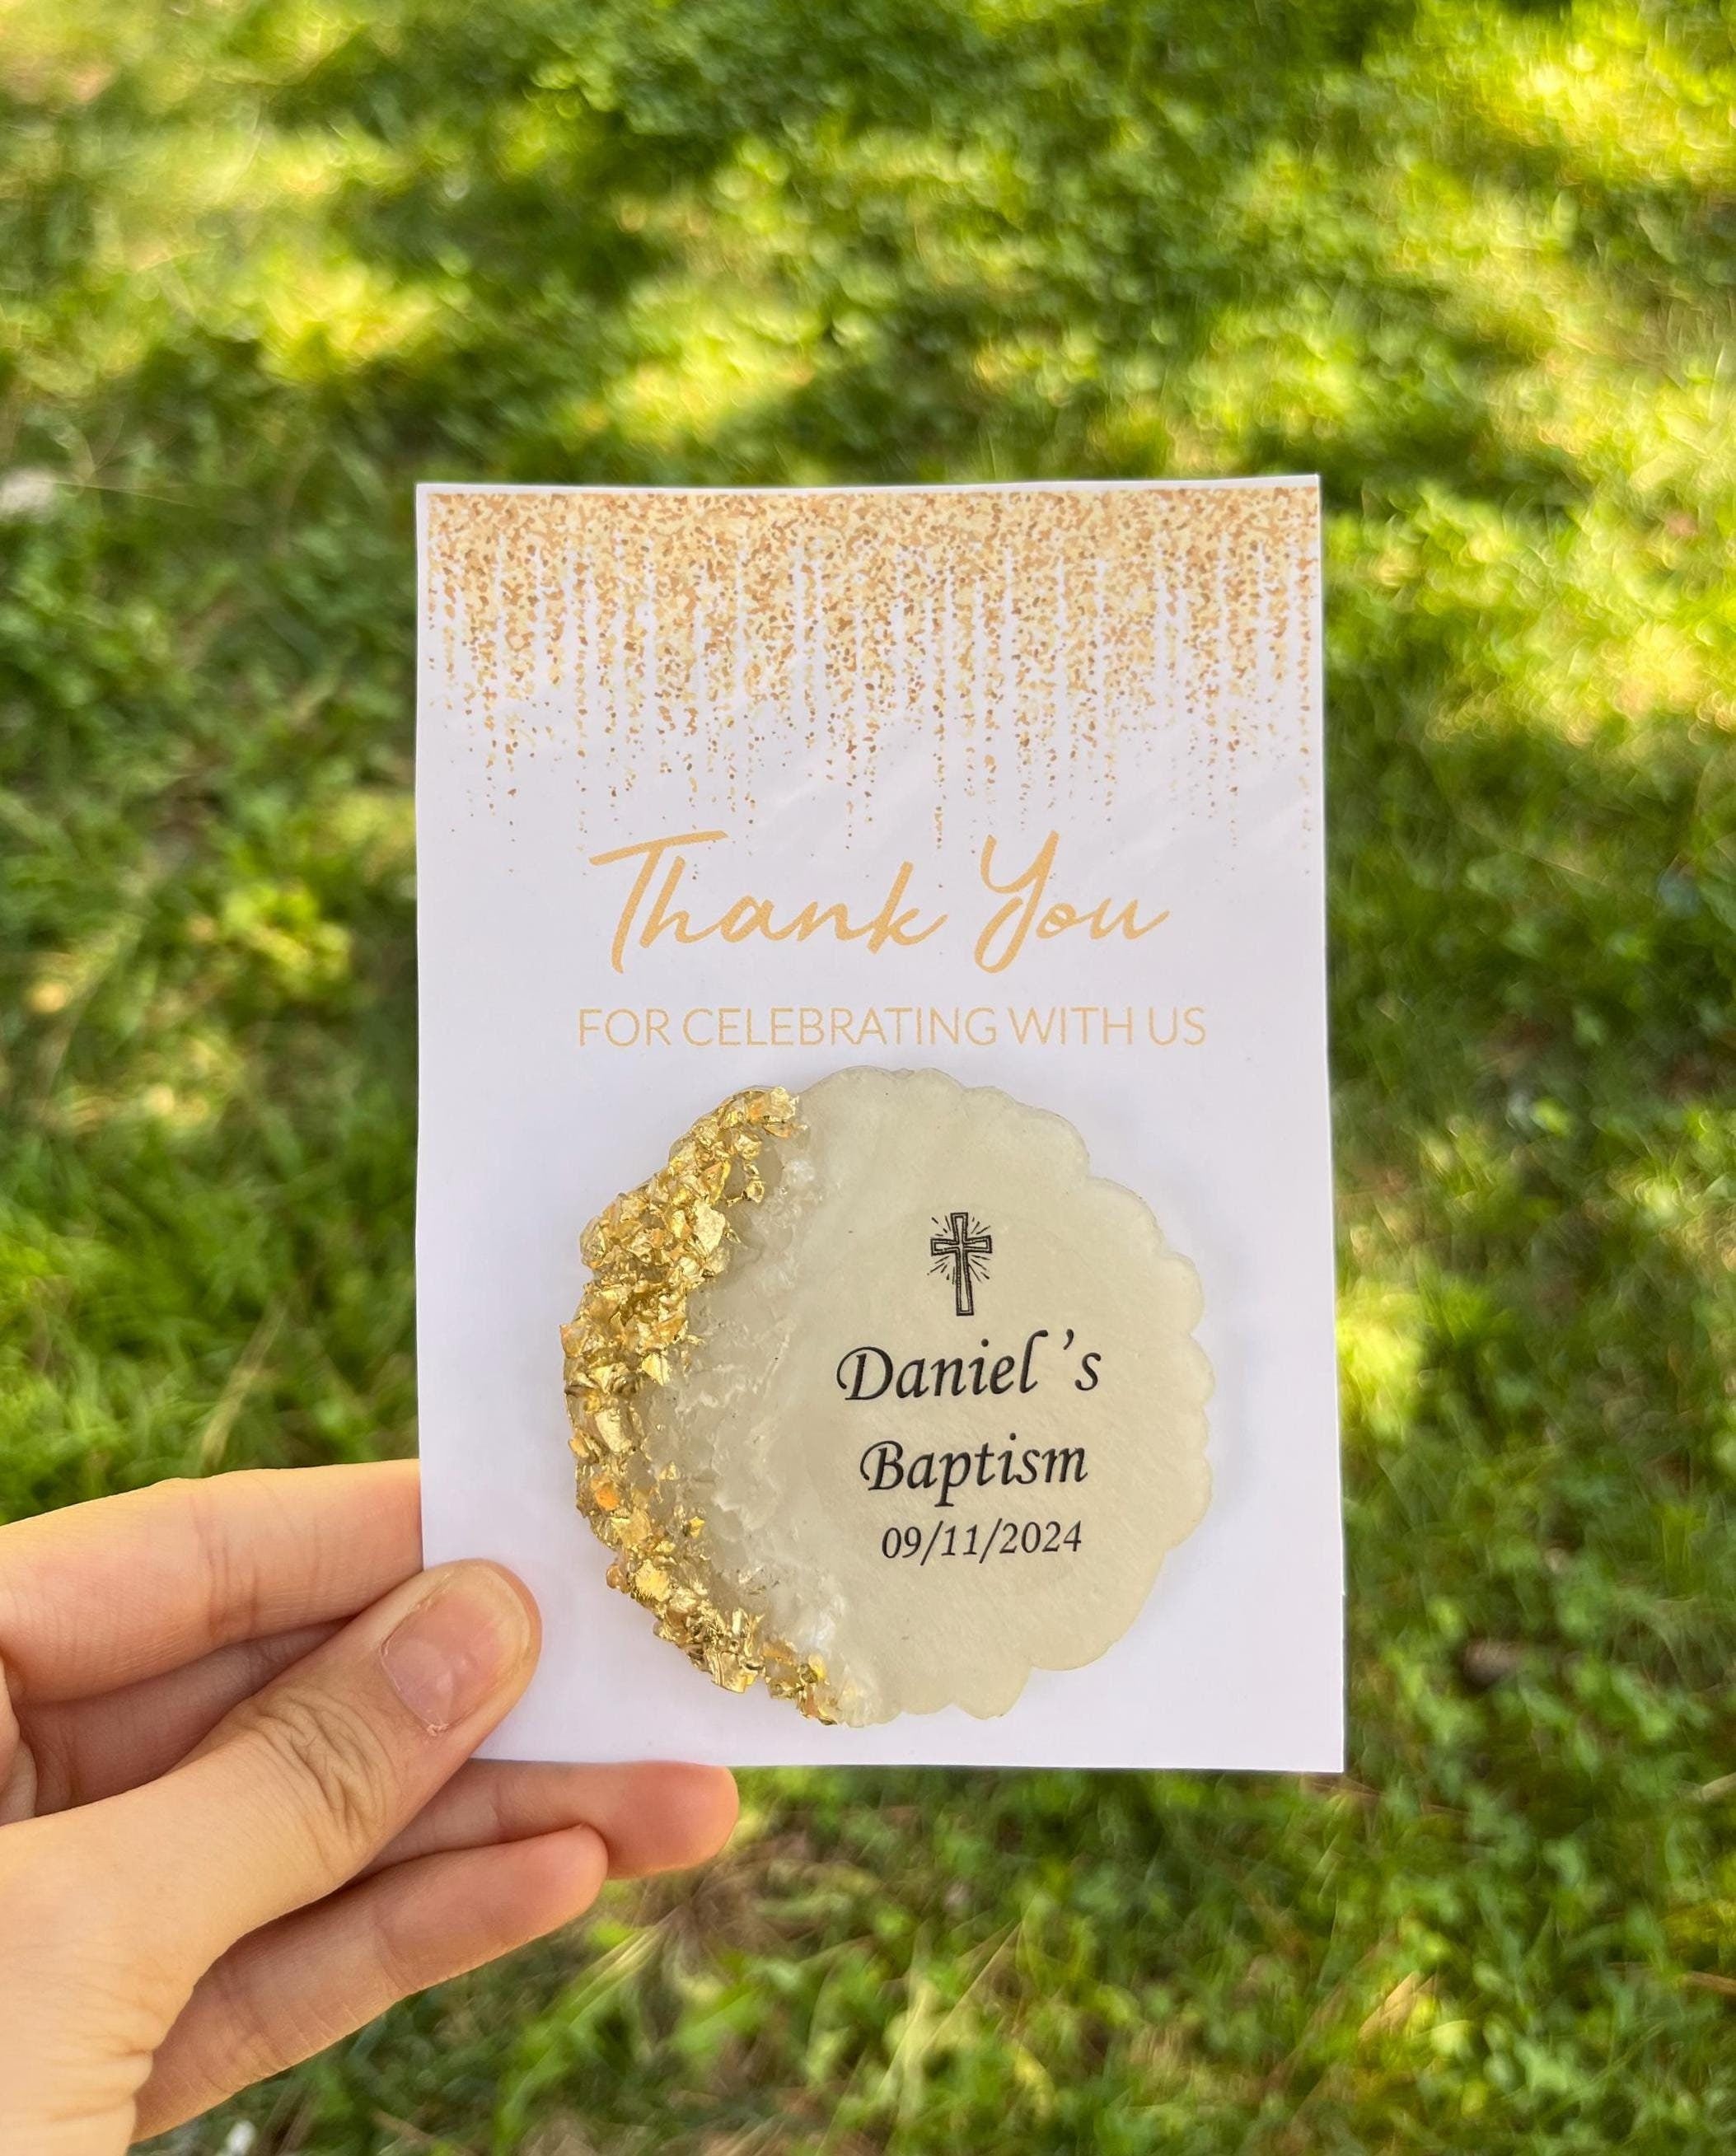 Thank You
FOR CELEBRATING WITH US
Daniel´s
Baptism
09/11/2024